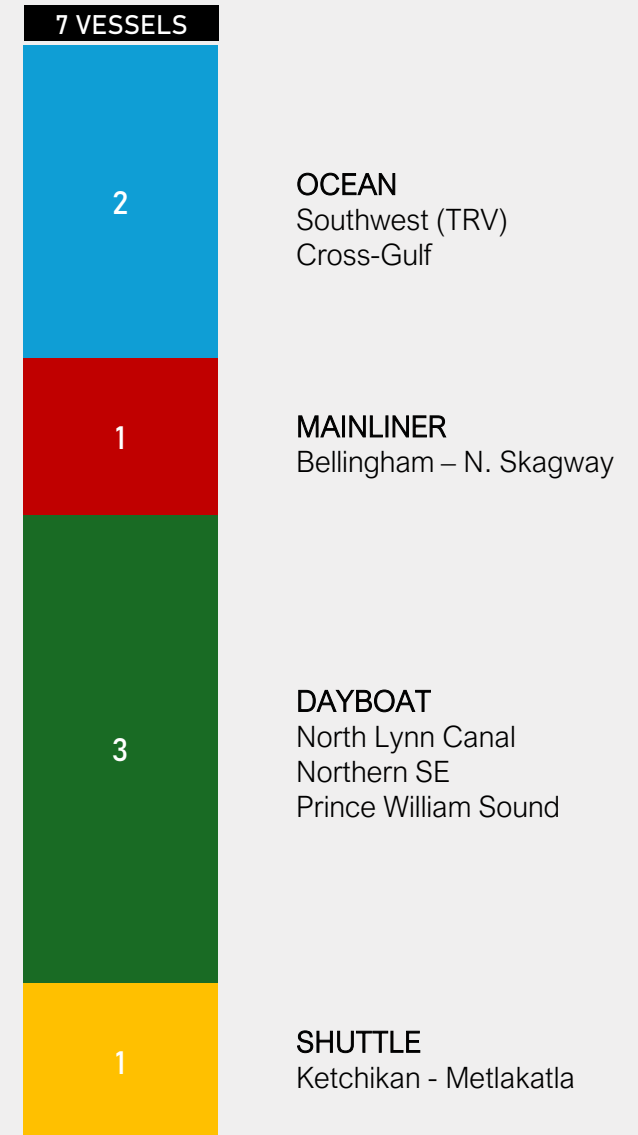 7 VESSELS
2
OCEAN
Southwest (TRV)
Cross-Gulf
1
MAINLINER
Bellingham – N. Skagway
3
DAYBOAT
North Lynn Canal
Northern SE
Prince William Sound
1
SHUTTLE
Ketchikan - Metlakatla